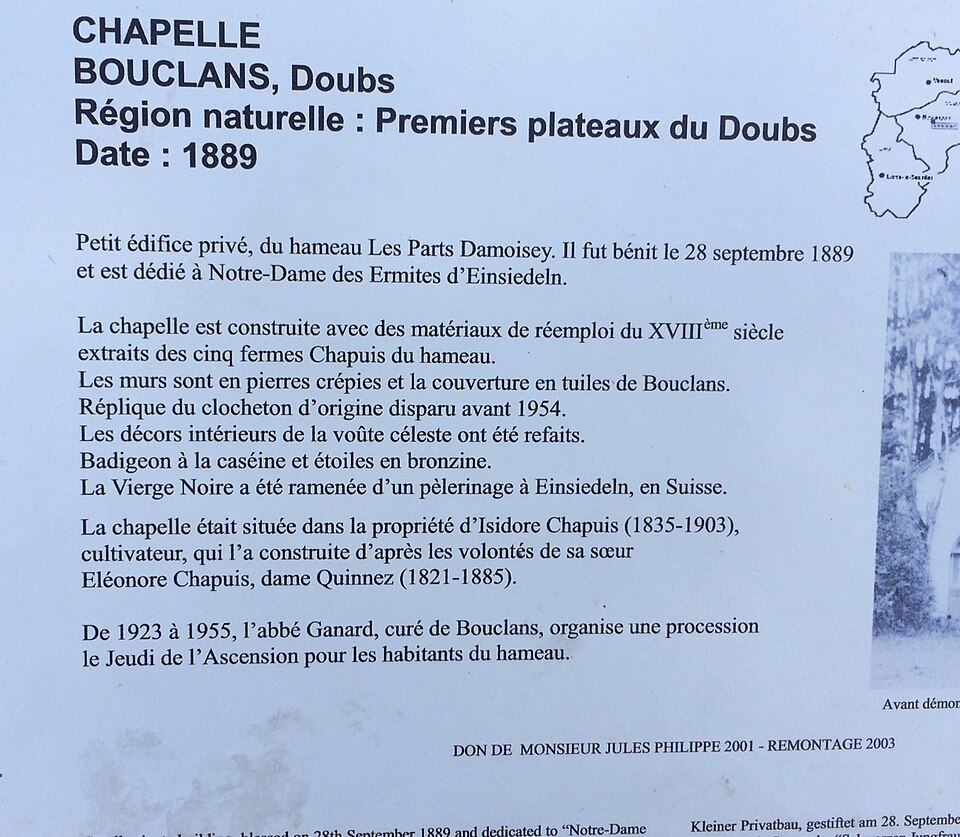 CHAPELLE
BOUCLANS, Doubs
Région naturelle : Premiers plateaux du Doubs
Date : 1889
Petit édifice privé, du hameau Les Parts Damoisey. Il fut bénit le 28 septembre 1889
et est dédié à Notre-Dame des Ermites d’Einsiedeln.
La chapelle est construite avec des matériaux de réemploi du XVIIIème siècle
extraits des cinq fermes Chapuis du hameau.
Les murs sont en pierres crépies et la couverture en tuiles de Bouclans.
Réplique du clocheton d’origine disparu avant 1954.
Les décors intérieurs de la voûte céleste ont été refaits.
Badigeon à la caséine et étoiles en bronzine.
La Vierge Noire a été ramenée d’un pèlerinage à Einsiedeln, en Suisse.
La chapelle était située dans la propriété d’Isidore Chapuis (1835-1903),
cultivateur, qui l’a construite d’après les volontés de sa sœur
Eléonore Chapuis, dame Quinnez (1821-1885).
De 1923 à 1955, l’abbé Ganard, curé de Bouclans, organise une procession
le Jeudi de l’Ascension pour les habitants du hameau.
Avant démon
DON DE MONSIEUR JULES PHILIPPE 2001 - REMONTAGE 2003
28th September 1889 and dedicated to “Notre-Dame
Kleiner Privatbau, gestiftet am 28. Septembe